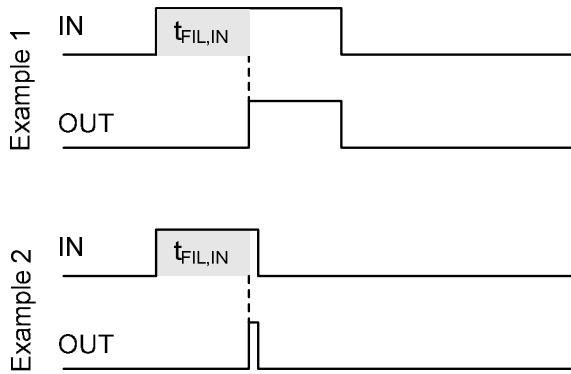 Example 1
IN
tFIL,IN
OUT
Example 2
IN
tFIL,IN
OUT